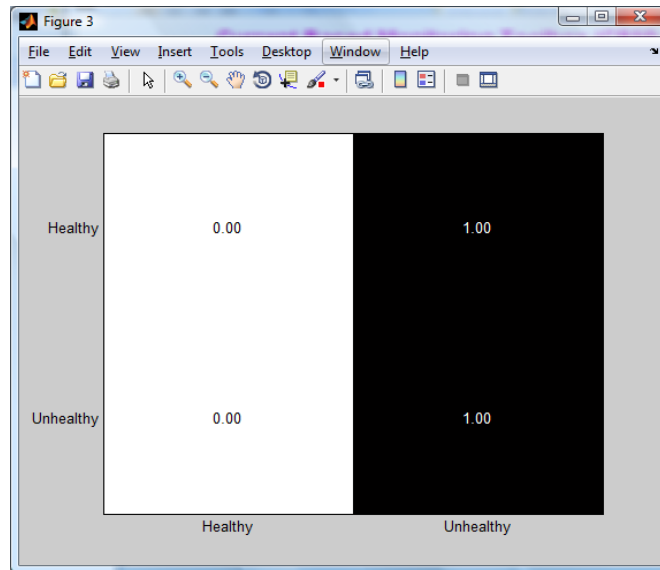 Figure 3
File Edit View Insert Tools Desktop Window Help
Healthy 0.00 1.00
Unhealthy 0.00 1.00
Healthy Unhealthy